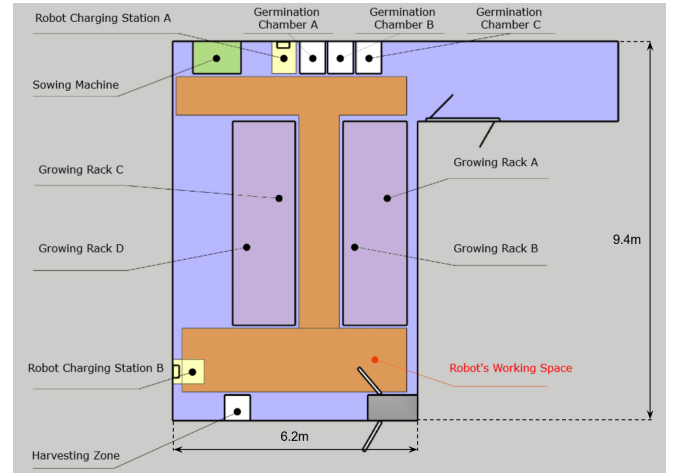 Robot Charging Station A
Germination
Chamber A
Germination
Chamber B
Germination
Chamber C
Sowing Machine
Growing Rack C
Growing Rack A
Growing Rack D
Growing Rack B
9.4m
Robot Charging Station B
Robot's Working Space
Harvesting Zone
6.2m